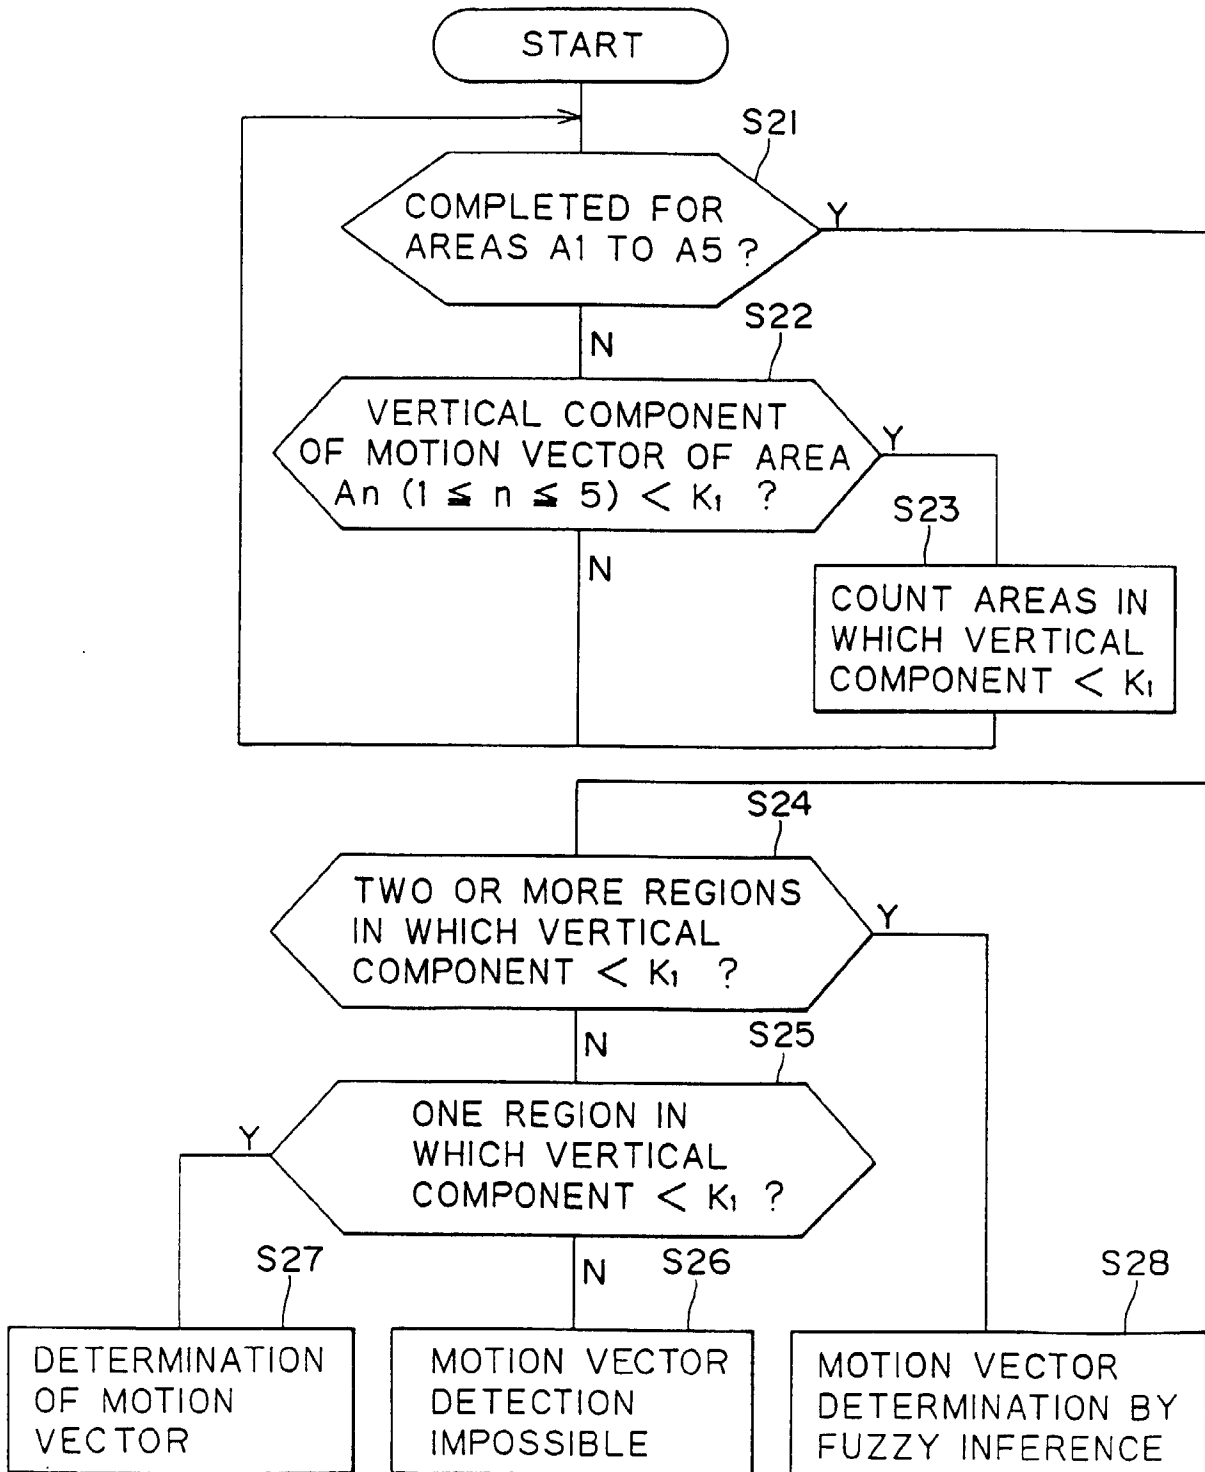 START
S21
COMPLETED FOR
AREAS A1 TO A5 ?
Y
N
S22
VERTICAL COMPONENT
OF MOTION VECTOR OF AREA
An (1 ≦ n ≦ 5) < K₁ ?
Y
N
S23
COUNT AREAS IN
WHICH VERTICAL
COMPONENT < K₁
S24
TWO OR MORE REGIONS
IN WHICH VERTICAL
COMPONENT < K₁ ?
Y
N
S25
ONE REGION IN
WHICH VERTICAL
COMPONENT < K₁ ?
Y
N
S27
DETERMINATION
OF MOTION
VECTOR
S26
MOTION VECTOR
DETECTION
IMPOSSIBLE
S28
MOTION VECTOR
DETERMINATION BY
FUZZY INFERENCE